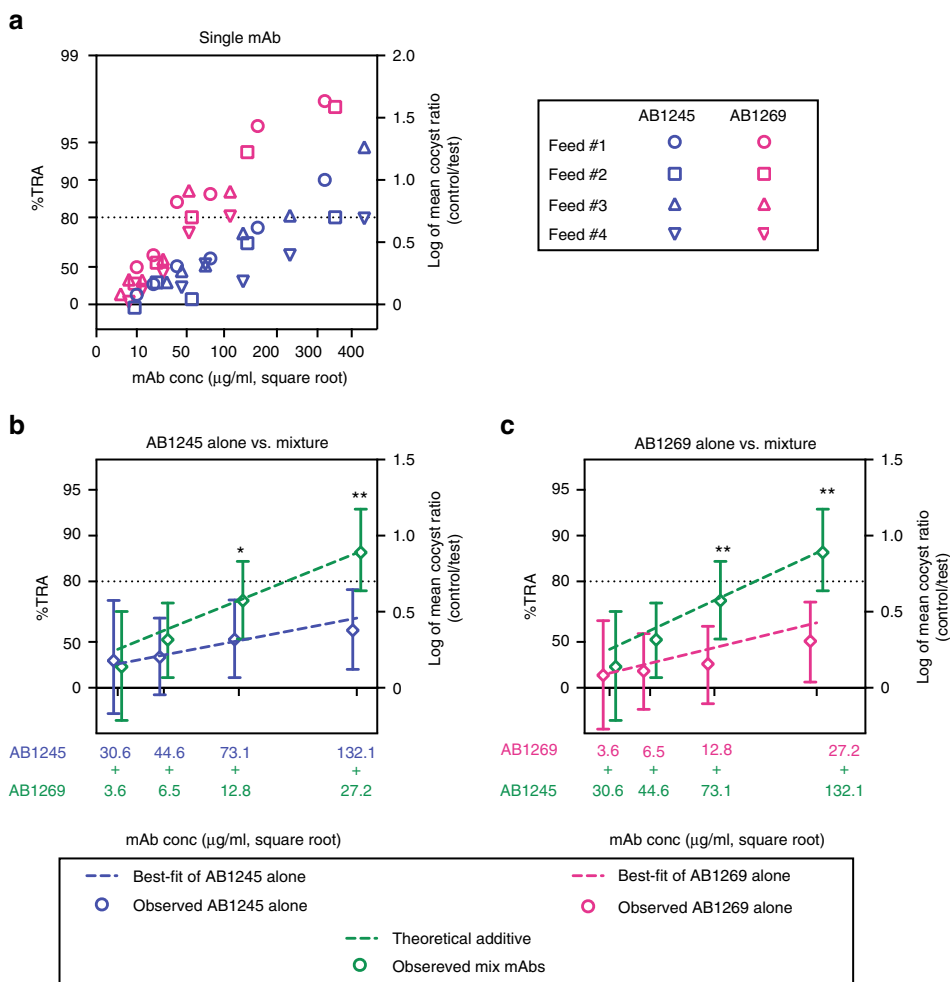 a
Single mAb
99
95
90
80
50
0
%TRA
2.0
1.5
1.0
0.5
0
Log of mean cocyst ratio
(control/test)
0 10 50 100 200 300 400
mAb conc (μg/ml, square root)
AB1245 AB1269
Feed #1
Feed #2
Feed #3
Feed #4
b
AB1245 alone vs. mixture
95
90
80
50
0
%TRA
* **
1.5
1.0
0.5
0
Log of mean cocyst ratio
(control/test)
AB1245 30.6 44.6 73.1 132.1
+ + + +
AB1269 3.6 6.5 12.8 27.2
mAb conc (μg/ml, square root)
c
AB1269 alone vs. mixture
95
90
80
50
0
%TRA
** **
1.5
1.0
0.5
0
Log of mean cocyst ratio
(control/test)
AB1269 3.6 6.5 12.8 27.2
+ + + +
AB1245 30.6 44.6 73.1 132.1
mAb conc (μg/ml, square root)
Best-fit of AB1245 alone
Observed AB1245 alone
Best-fit of AB1269 alone
Observed AB1269 alone
Theoretical additive
Obsereved mix mAbs